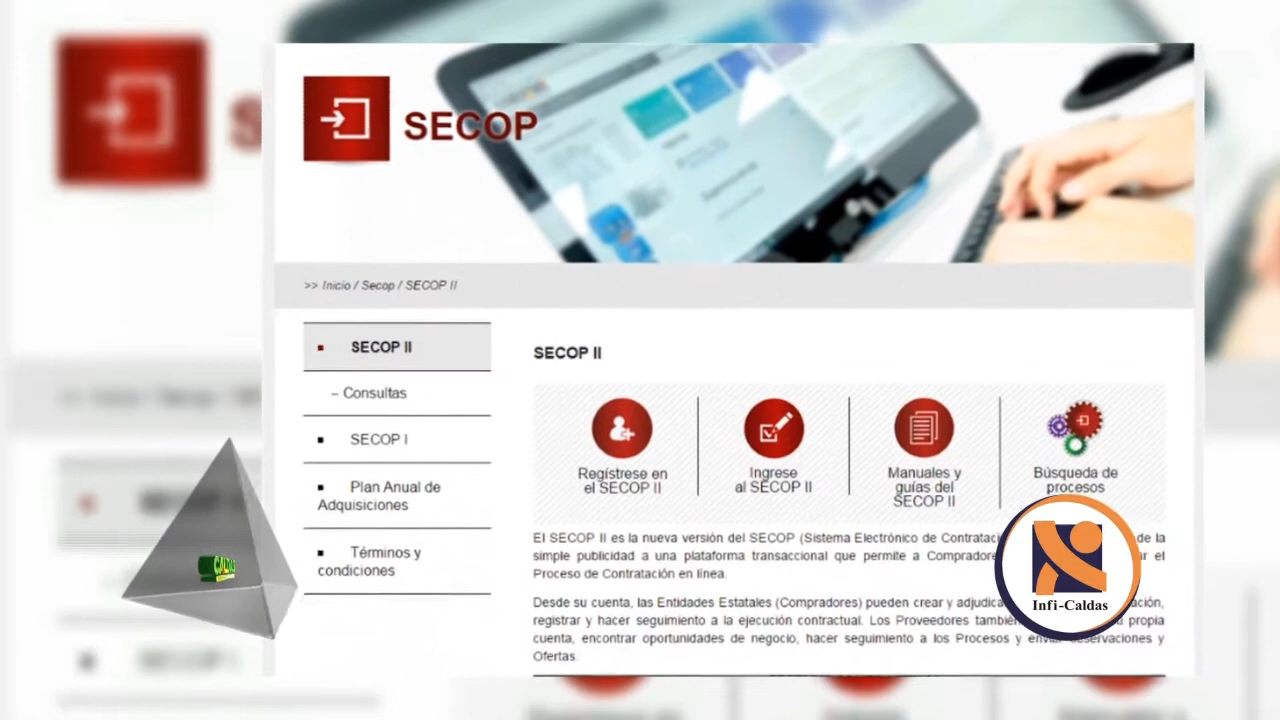 SECOP
>> Inicio / Secop / SECOP II
SECOP II
– Consultas
SECOP I
Plan Anual de
Adquisiciones
Términos y
condiciones
SECOP II
Regístrese en
el SECOP II
Ingrese
al SECOP II
Manuales y
guías del
SECOP II
Búsqueda de
procesos
El SECOP II es la nueva versión del SECOP (Sistema Electrónico de de la
simple publicidad a una plataforma transaccional que permite a el
Proceso de Contratación en línea.
Desde su cuenta, las Entidades Estatales (Compradores) pueden crear y
registrar y hacer seguimiento a la ejecución contractual. Los Proveedores propia
cuenta, encontrar oportunidades de negocio, hacer seguimiento a los Procesos y y
Ofertas.
Infi-Caldas